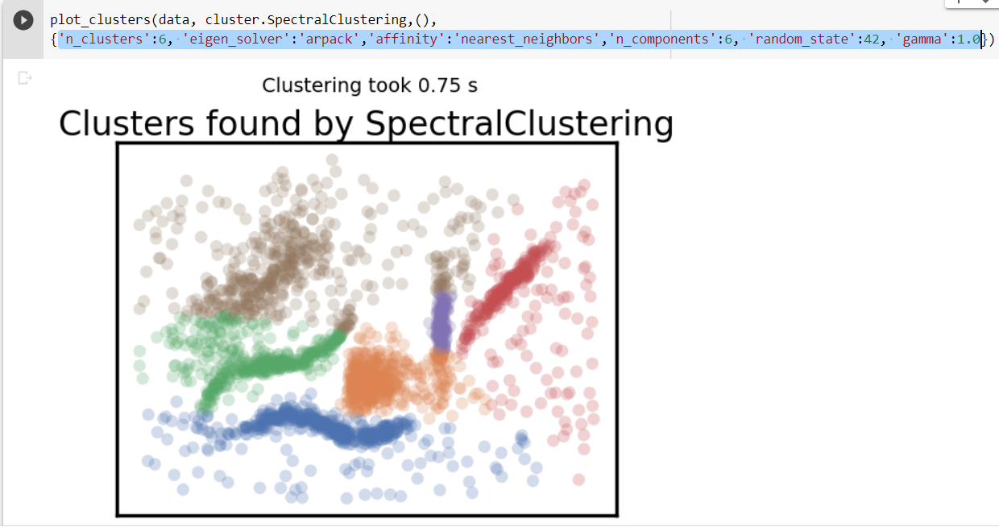 plot_clusters(data, cluster.SpectralClustering,(),
{'n_clusters':6, 'eigen_solver':'arpack','affinity':'nearest_neighbors','n_components':6, 'random_state':42, 'gamma':1.0})
Clustering took 0.75 s
Clusters found by SpectralClustering